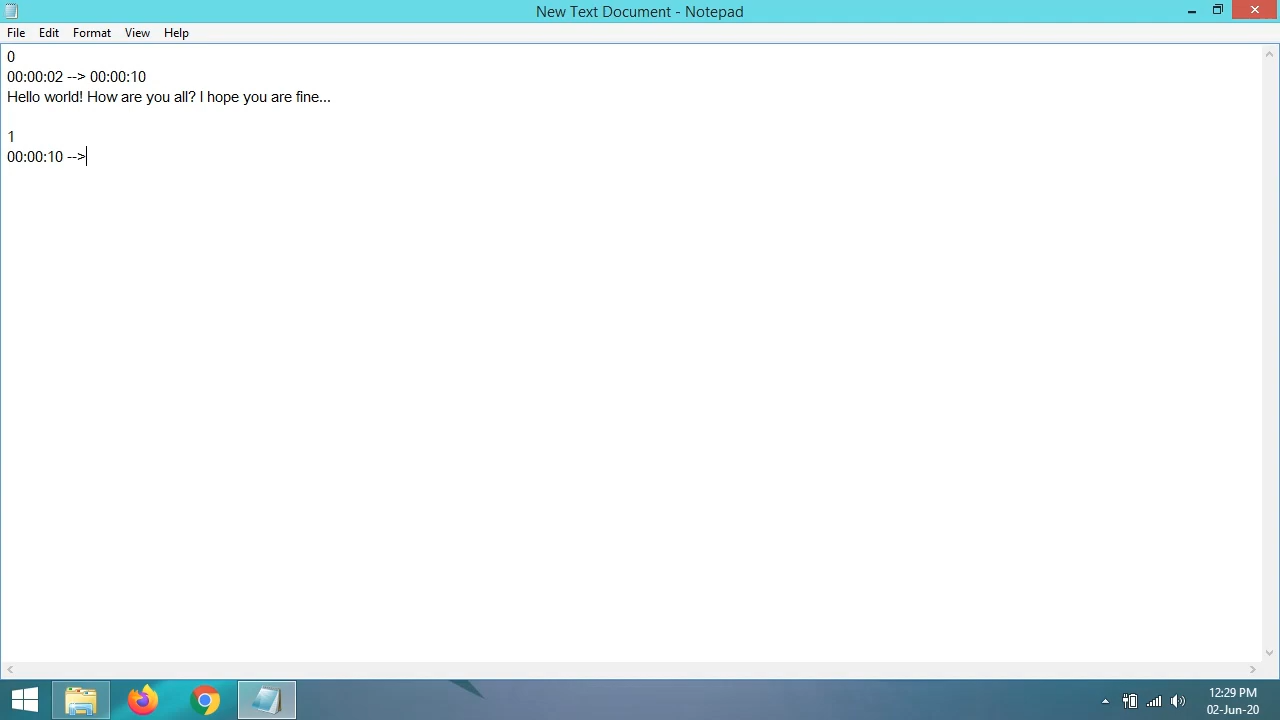 New Text Document - Notepad
File Edit Format View Help
0
00:00:02 --> 00:00:10
Hello world! How are you all? I hope you are fine...
1
00:00:10 -->
12:29 PM
02-Jun-20